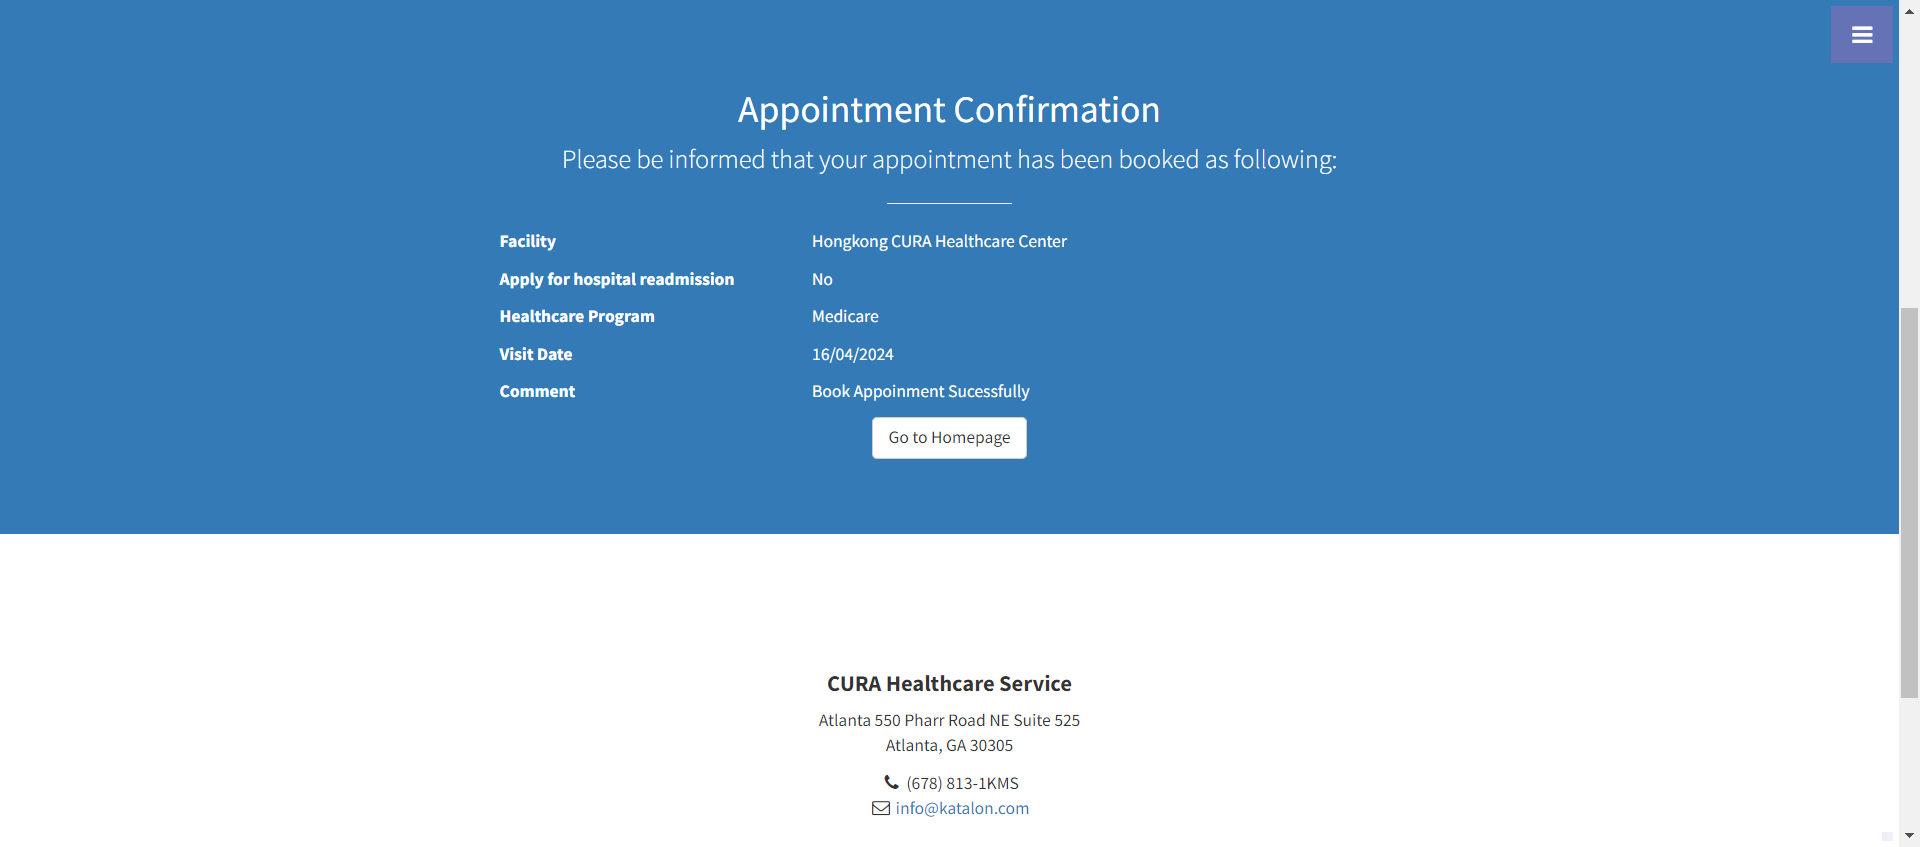 Appointment Confirmation
Please be informed that your appointment has been booked as following:
Facility Hongkong CURA Healthcare Center
Apply for hospital readmission No
Healthcare Program Medicare
Visit Date 16/04/2024
Comment Book Appoinment Sucessfully
Go to Homepage
CURA Healthcare Service
Atlanta 550 Pharr Road NE Suite 525
Atlanta, GA 30305
(678) 813-1KMS
info@katalon.com